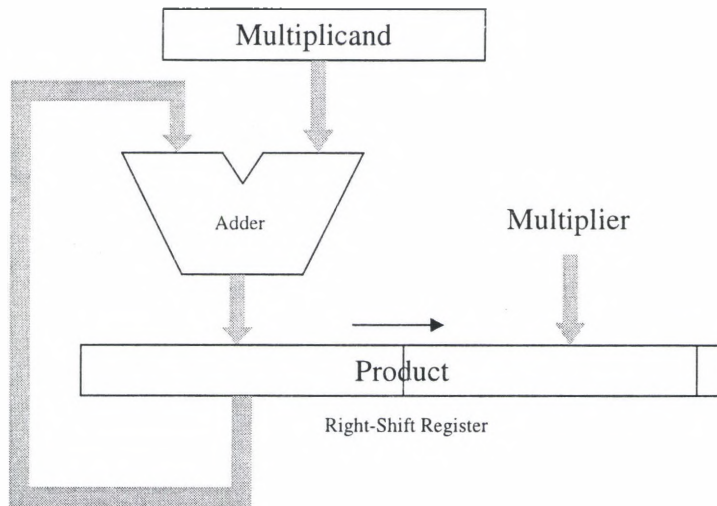 Multiplicand
Adder
Multiplier
Product
Right-Shift Register